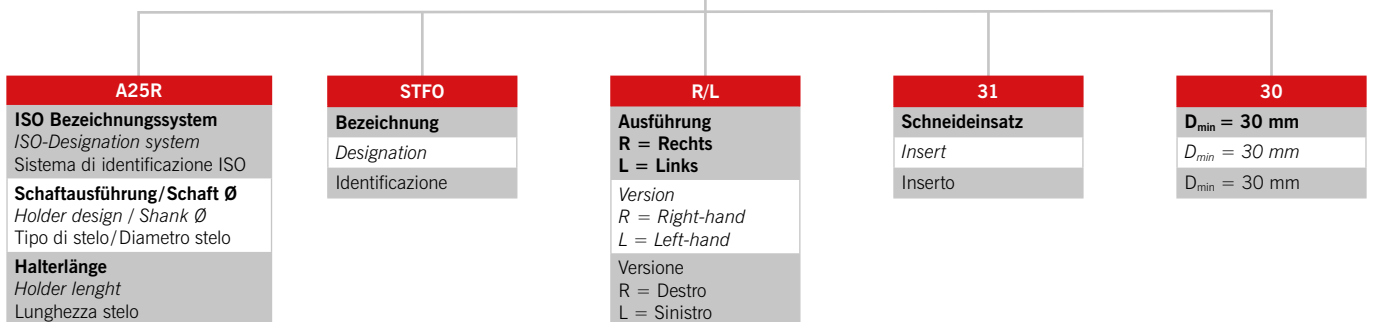 A25R
ISO Bezeichnungssystem
ISO-Designation system
Sistema di identificazione ISO
Schaftausführung/Schaft Ø
Holder design / Shank Ø
Tipo di stelo/Diametro stelo
Halterlänge
Holder lenght
Lunghezza stelo
STFO
Bezeichnung
Designation
Identificazione
R/L
Ausführung
R = Rechts
L = Links
Version
R = Right-hand
L = Left-hand
Versione
R = Destro
L = Sinistro
31
Schneideinsatz
Insert
Inserto
30
Dmin = 30 mm
Dmin = 30 mm
Dmin = 30 mm